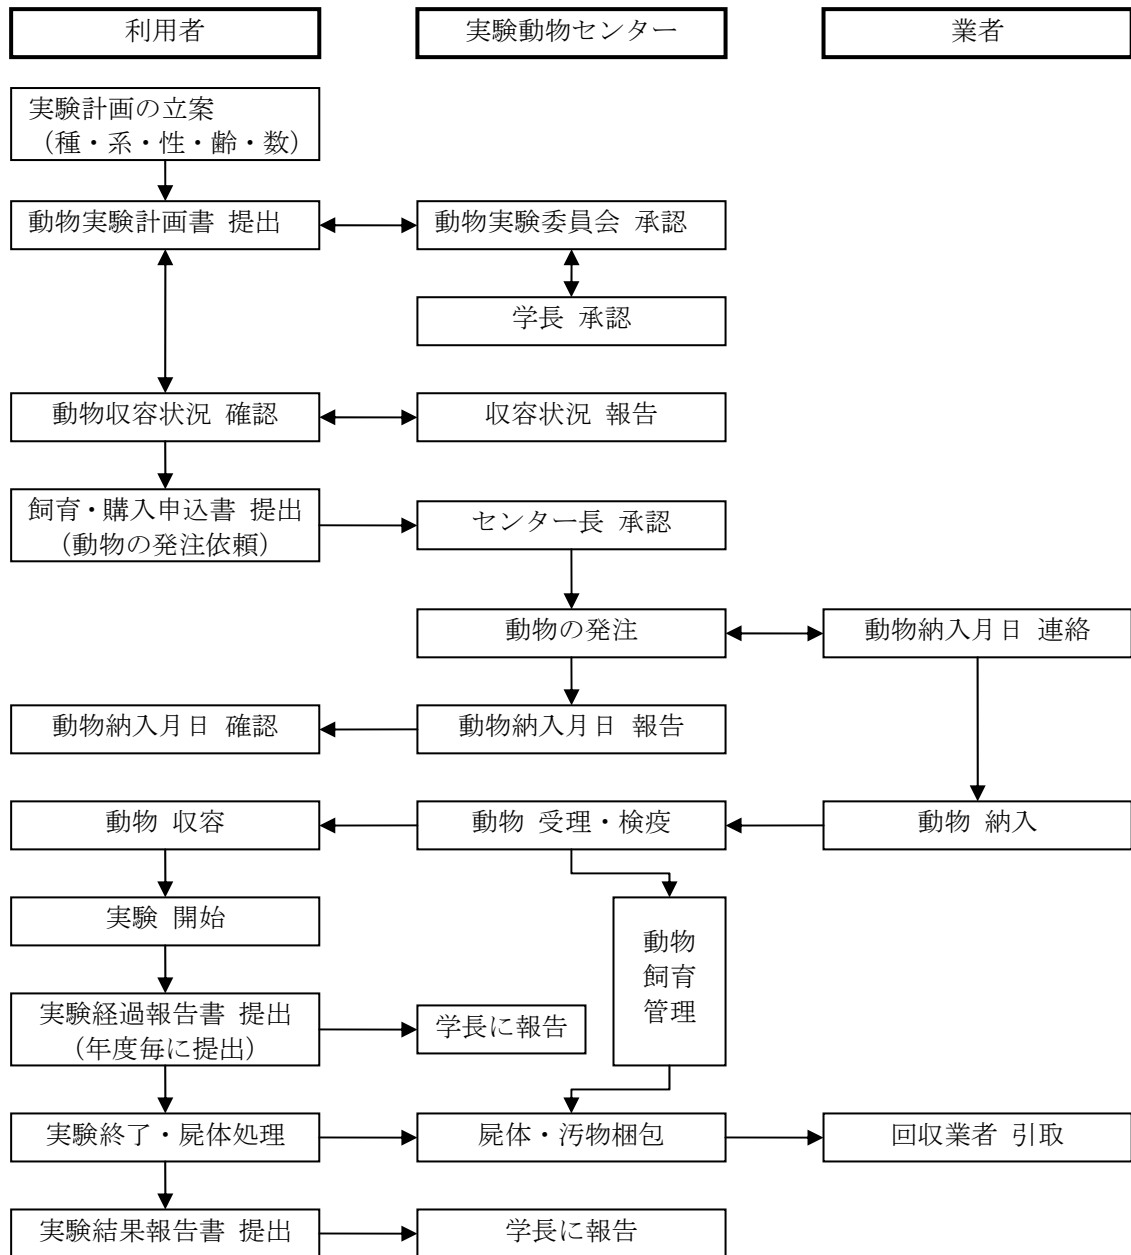 利用者
実験動物センター
業者
実験計画の立案
（種・系・性・齢・数）
動物実験計画書 提出
動物実験委員会 承認
学長 承認
動物収容状況 確認
収容状況 報告
飼育・購入申込書 提出
（動物の発注依頼）
センター長 承認
動物の発注
動物納入月日 連絡
動物納入月日 確認
動物納入月日 報告
動物 収容
動物 受理・検疫
動物 納入
実験 開始
動物
飼育
管理
実験経過報告書 提出
（年度毎に提出）
学長に報告
実験終了・屍体処理
屍体・汚物梱包
回収業者 引取
実験結果報告書 提出
学長に報告